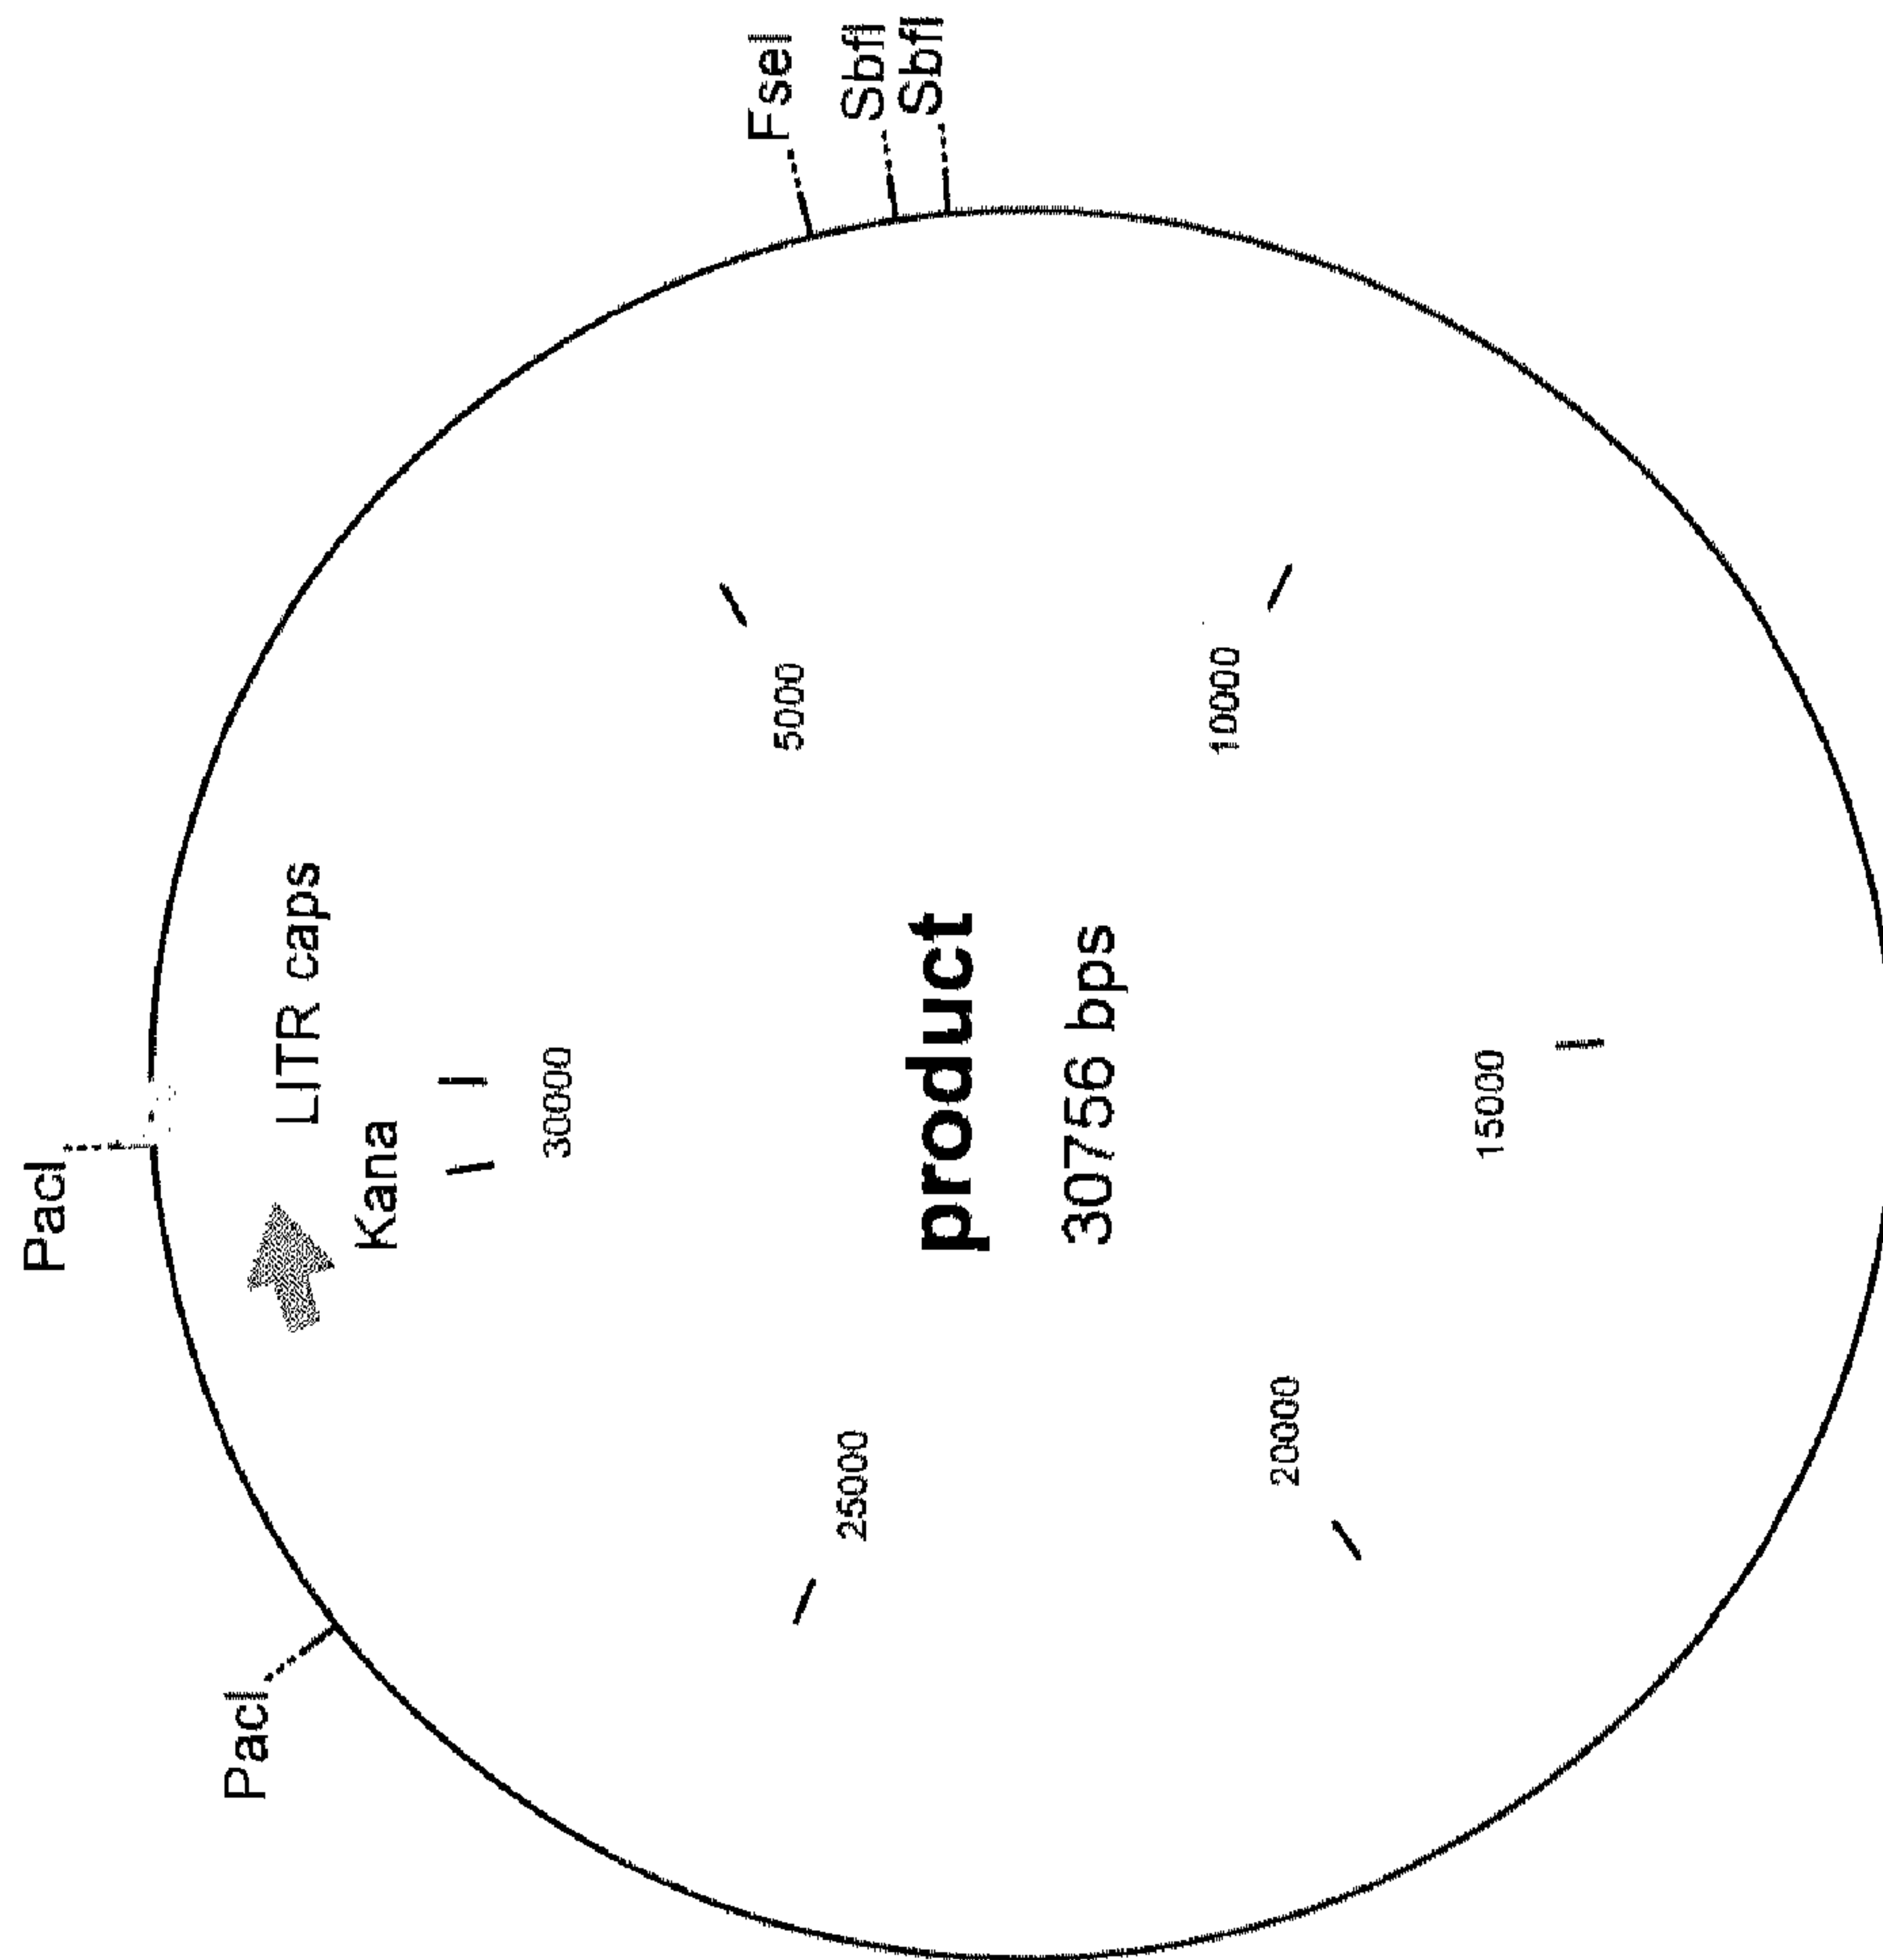 PacI
PacI
FseI
SbfI
SbfI
LITR caps
Kana
30000
5000
25000
10000
20000
15000
product
30756 bps